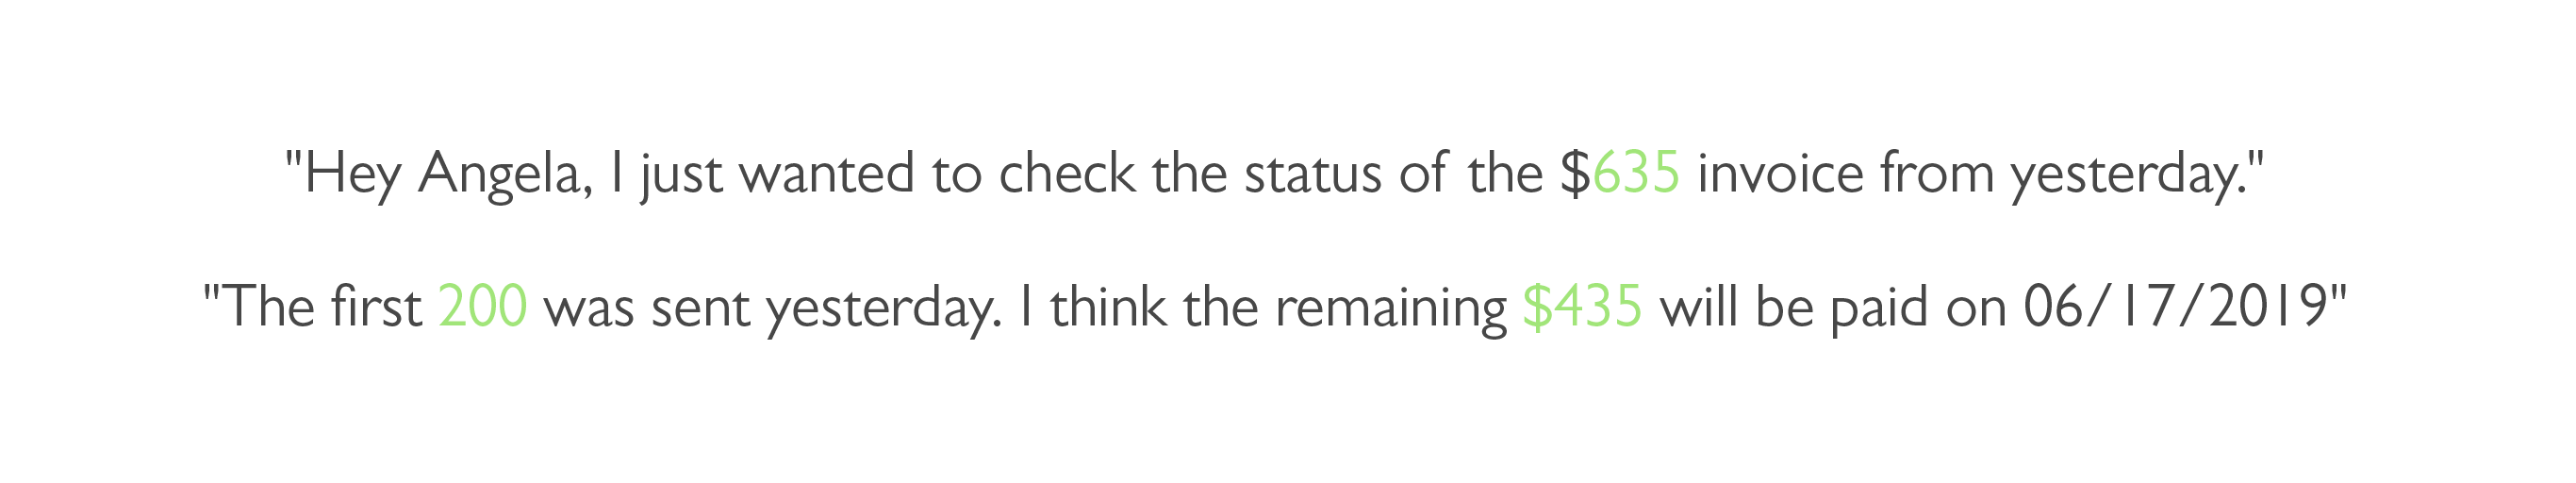 "Hey Angela, I just wanted to check the status of the $635 invoice from yesterday."
"The first 200 was sent yesterday. I think the remaining $435 will be paid on 06/17/2019"